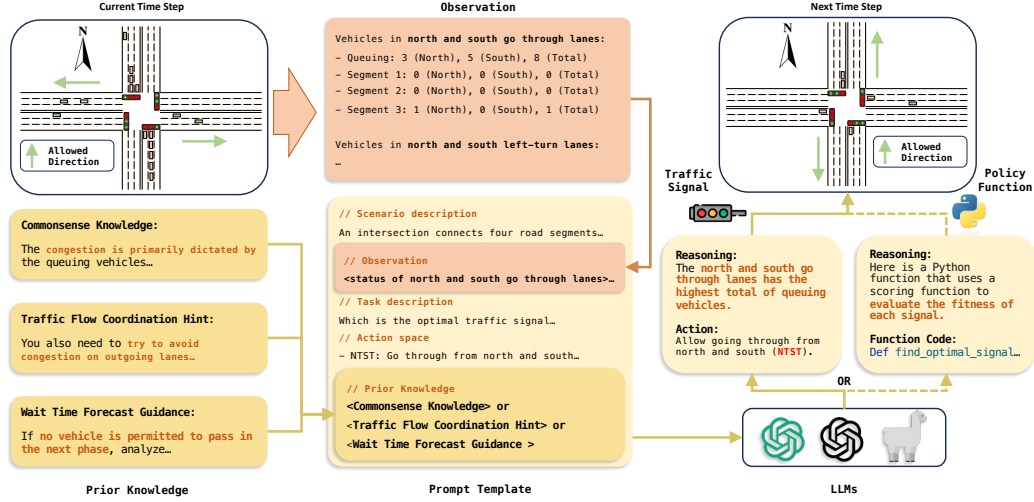 Current Time Step
N
Allowed
Direction
Observation
Vehicles in north and south go through lanes:
- Queuing: 3 (North), 5 (South), 8 (Total)
- Segment 1: 0 (North), 0 (South), 0 (Total)
- Segment 2: 0 (North), 0 (South), 0 (Total)
- Segment 3: 1 (North), 0 (South), 1 (Total)
Vehicles in north and south left-turn lanes:
…
Next Time Step
N
Allowed
Direction
Traffic
Signal
Policy
Function
Commonsense Knowledge:
The congestion is primarily dictated by
the queuing vehicles…
Traffic Flow Coordination Hint:
You also need to try to avoid
congestion on outgoing lanes…
Wait Time Forecast Guidance:
If no vehicle is permitted to pass in
the next phase, analyze…
Prior Knowledge
// Scenario description
An intersection connects four road segments…
// Observation
<status of north and south go through lanes>…
// Task description
Which is the optimal traffic signal…
// Action space
- NTST: Go through from north and south…
// Prior Knowledge
<Commonsense Knowledge> or
<Traffic Flow Coordination Hint> or
<Wait Time Forecast Guidance >
Prompt Template
Reasoning:
The north and south go
through lanes has the
highest total of queuing
vehicles.
Action:
Allow going through from
north and south (NTST).
Reasoning:
Here is a Python
function that uses a
scoring function to
evaluate the fitness of
each signal.
Function Code:
Def find_optimal_signal…
OR
LLMs